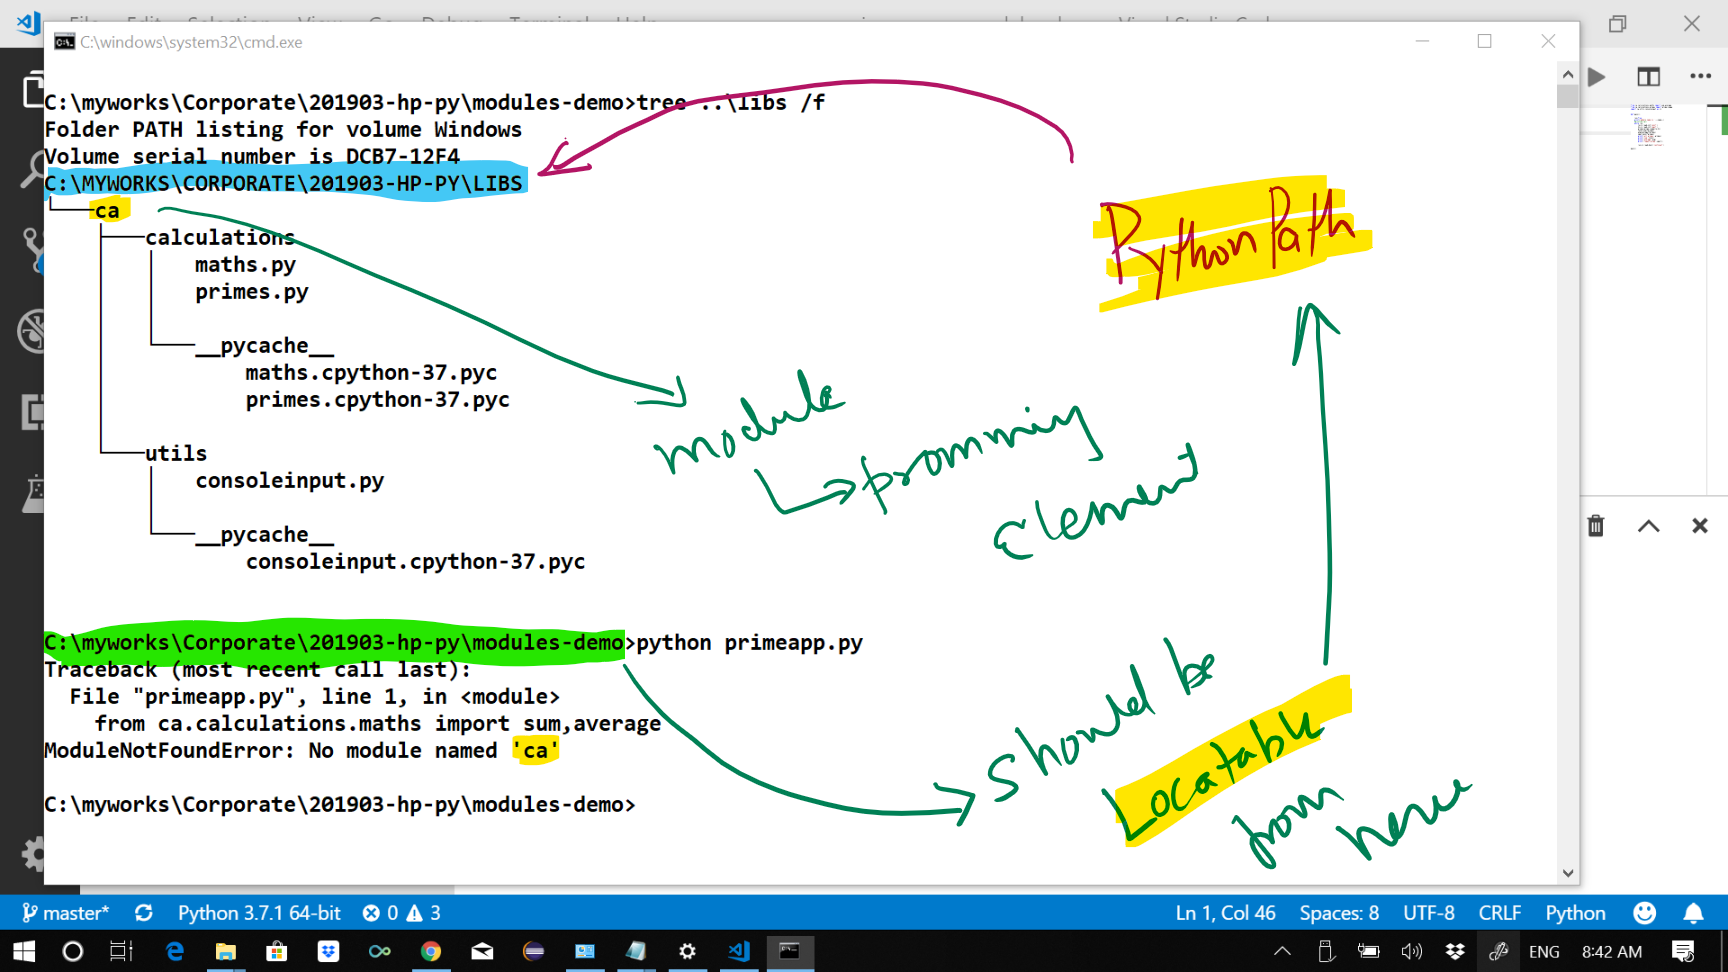 C:\windows\system32\cmd.exe
C:\myworks\Corporate\201903-hp-py\modules-demo>tree ..\libs /f
Folder PATH listing for volume Windows
Volume serial number is DCB7-12F4
C:\MYWORKS\CORPORATE\201903-HP-PY\LIBS
ca
calculations
maths.py
primes.py
__pycache__
maths.cpython-37.pyc
primes.cpython-37.pyc
utils
consoleinput.py
__pycache__
consoleinput.cpython-37.pyc
PythonPath
module
element
C:\myworks\Corporate\201903-hp-py\modules-demo>python primeapp.py
Traceback (most recent call last):
File "primeapp.py", line 1, in <module>
from ca.calculations.maths import sum,average
ModuleNotFoundError: No module named 'ca'
C:\myworks\Corporate\201903-hp-py\modules-demo>
should be
Locatable
from
master*
Python 3.7.1 64-bit
0
3
Ln 1, Col 46
Spaces: 8
UTF-8
CRLF
Python
ENG
8:42 AM